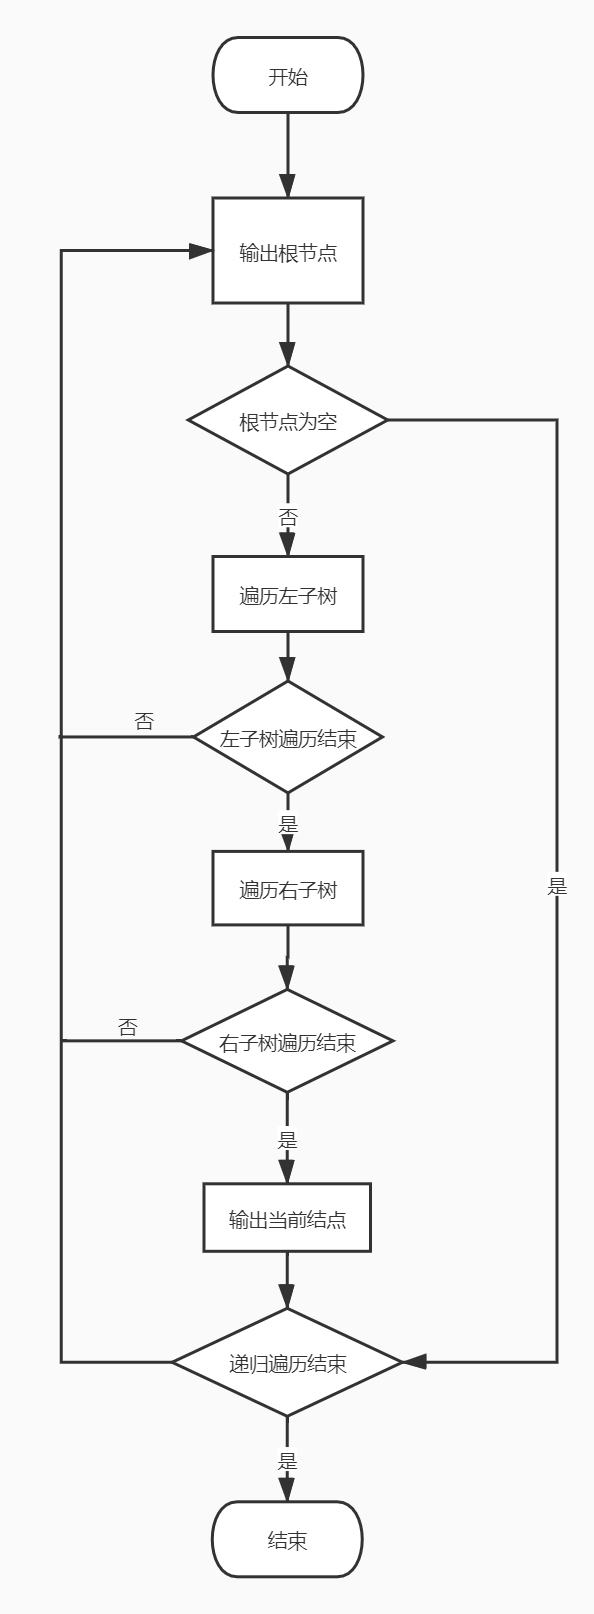 开始
输出根节点
根节点为空
否
遍历左子树
否
左子树遍历结束
是
遍历右子树
是
否
右子树遍历结束
是
输出当前结点
递归遍历结束
是
结束